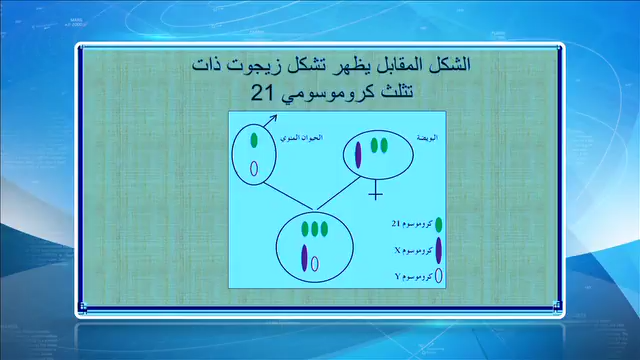 الشكل المقابل يظهر تشكل زيجوت ذات
تثلث كروموسومي 21
الحيوان المنوي
البويضة
كروموسوم 21
كروموسوم X
كروموسوم Y